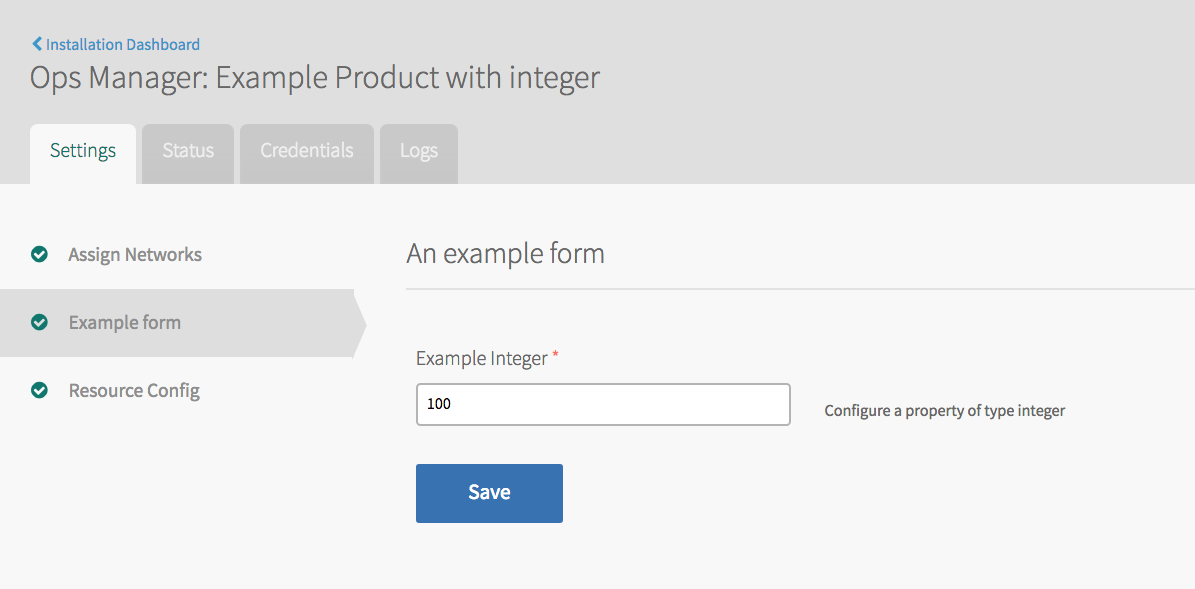 Installation Dashboard
Ops Manager: Example Product with integer
Settings
Status
Credentials
Logs
Assign Networks
Example form
Resource Config
An example form
Example Integer *
100
Configure a property of type integer
Save